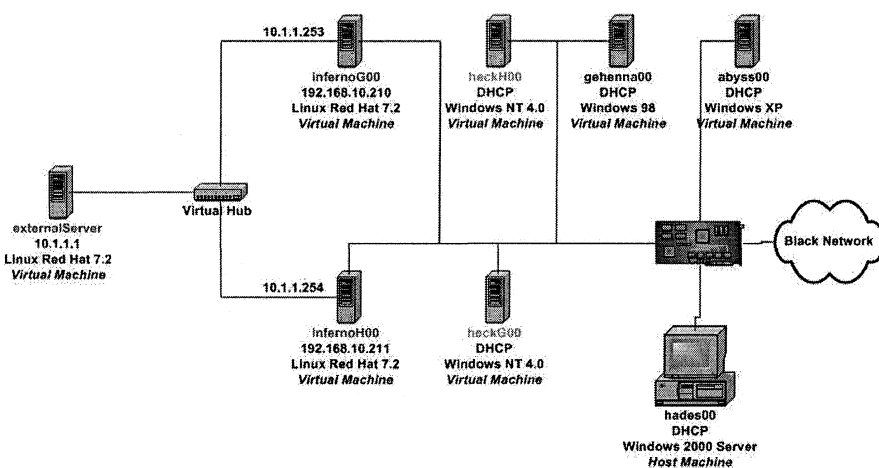 10.1.1.253
infernoG00
192.168.10.210
Linux Red Hat 7.2
Virtual Machine
heckH00
DHCP
Windows NT 4.0
Virtual Machine
gehenna00
DHCP
Windows 98
Virtual Machine
abyss00
DHCP
Windows XP
Virtual Machine
externalServer
10.1.1.1
Linux Red Hat 7.2
Virtual Machine
Virtual Hub
Black Network
10.1.1.254
infernoH00
192.168.10.211
Linux Red Hat 7.2
Virtual Machine
heckG00
DHCP
Windows NT 4.0
Virtual Machine
hades00
DHCP
Windows 2000 Server
Host Machine